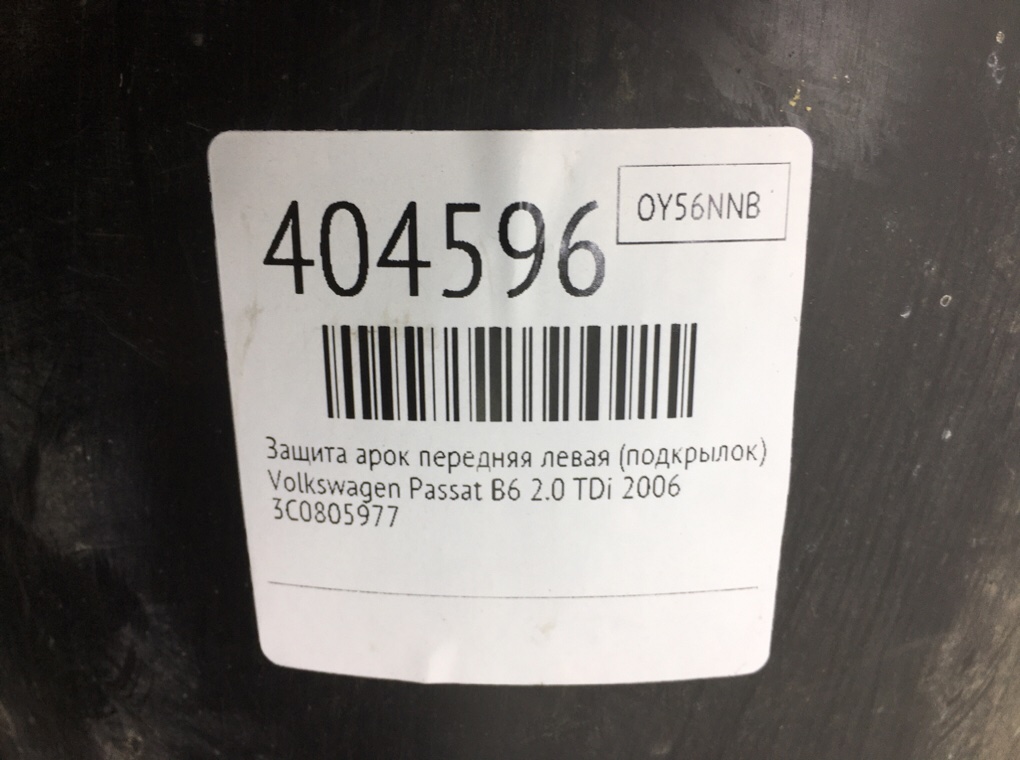 404596
OY56NNB
Защита арок передняя левая (подкрылок)
Volkswagen Passat B6 2.0 TDi 2006
3C0805977